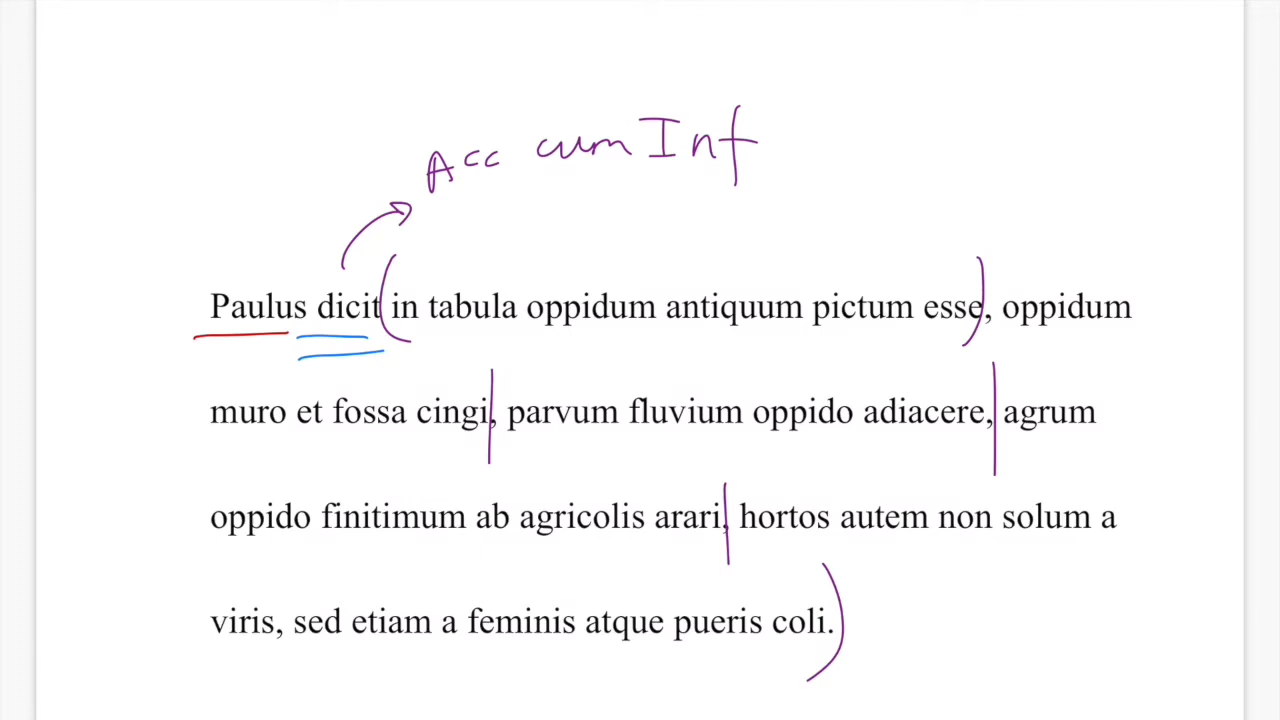 Acc cum Inf
Paulus dicit in tabula oppidum antiquum pictum esse, oppidum
muro et fossa cingi, parvum fluvium oppido adiacere, agrum
oppido finitimum ab agricolis arari, hortos autem non solum a
viris, sed etiam a feminis atque pueris coli.